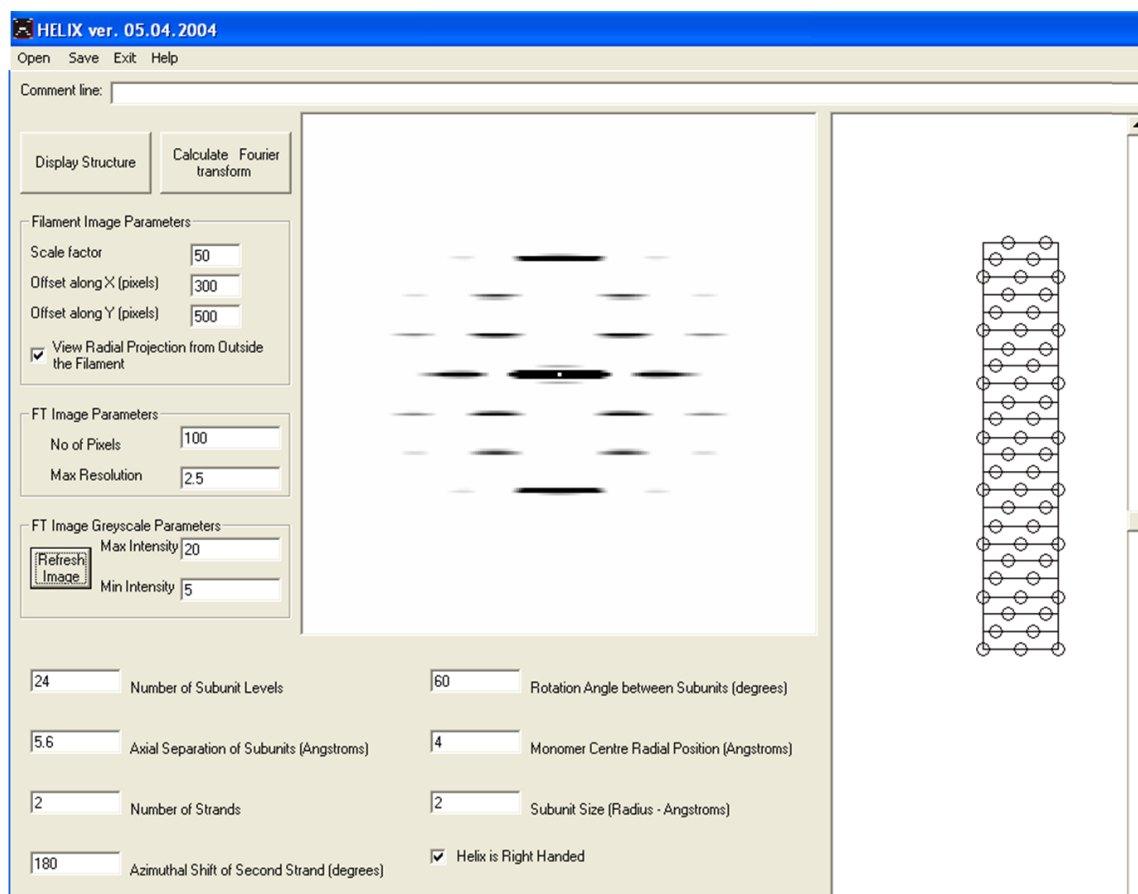 HELIX ver. 05.04.2004
Open Save Exit Help
Comment line:
Display Structure
Calculate Fourier
transform
Filament Image Parameters
Scale factor 50
Offset along X (pixels) 300
Offset along Y (pixels) 500
View Radial Projection from Outside
the Filament
FT Image Parameters
No of Pixels 100
Max Resolution 2.5
FT Image Greyscale Parameters
Refresh
Image
Max Intensity 20
Min Intensity 5
24 Number of Subunit Levels
60 Rotation Angle between Subunits (degrees)
5.6 Axial Separation of Subunits (Angstroms)
4 Monomer Centre Radial Position (Angstroms)
2 Number of Strands
2 Subunit Size (Radius - Angstroms)
180 Azimuthal Shift of Second Strand (degrees)
Helix is Right Handed